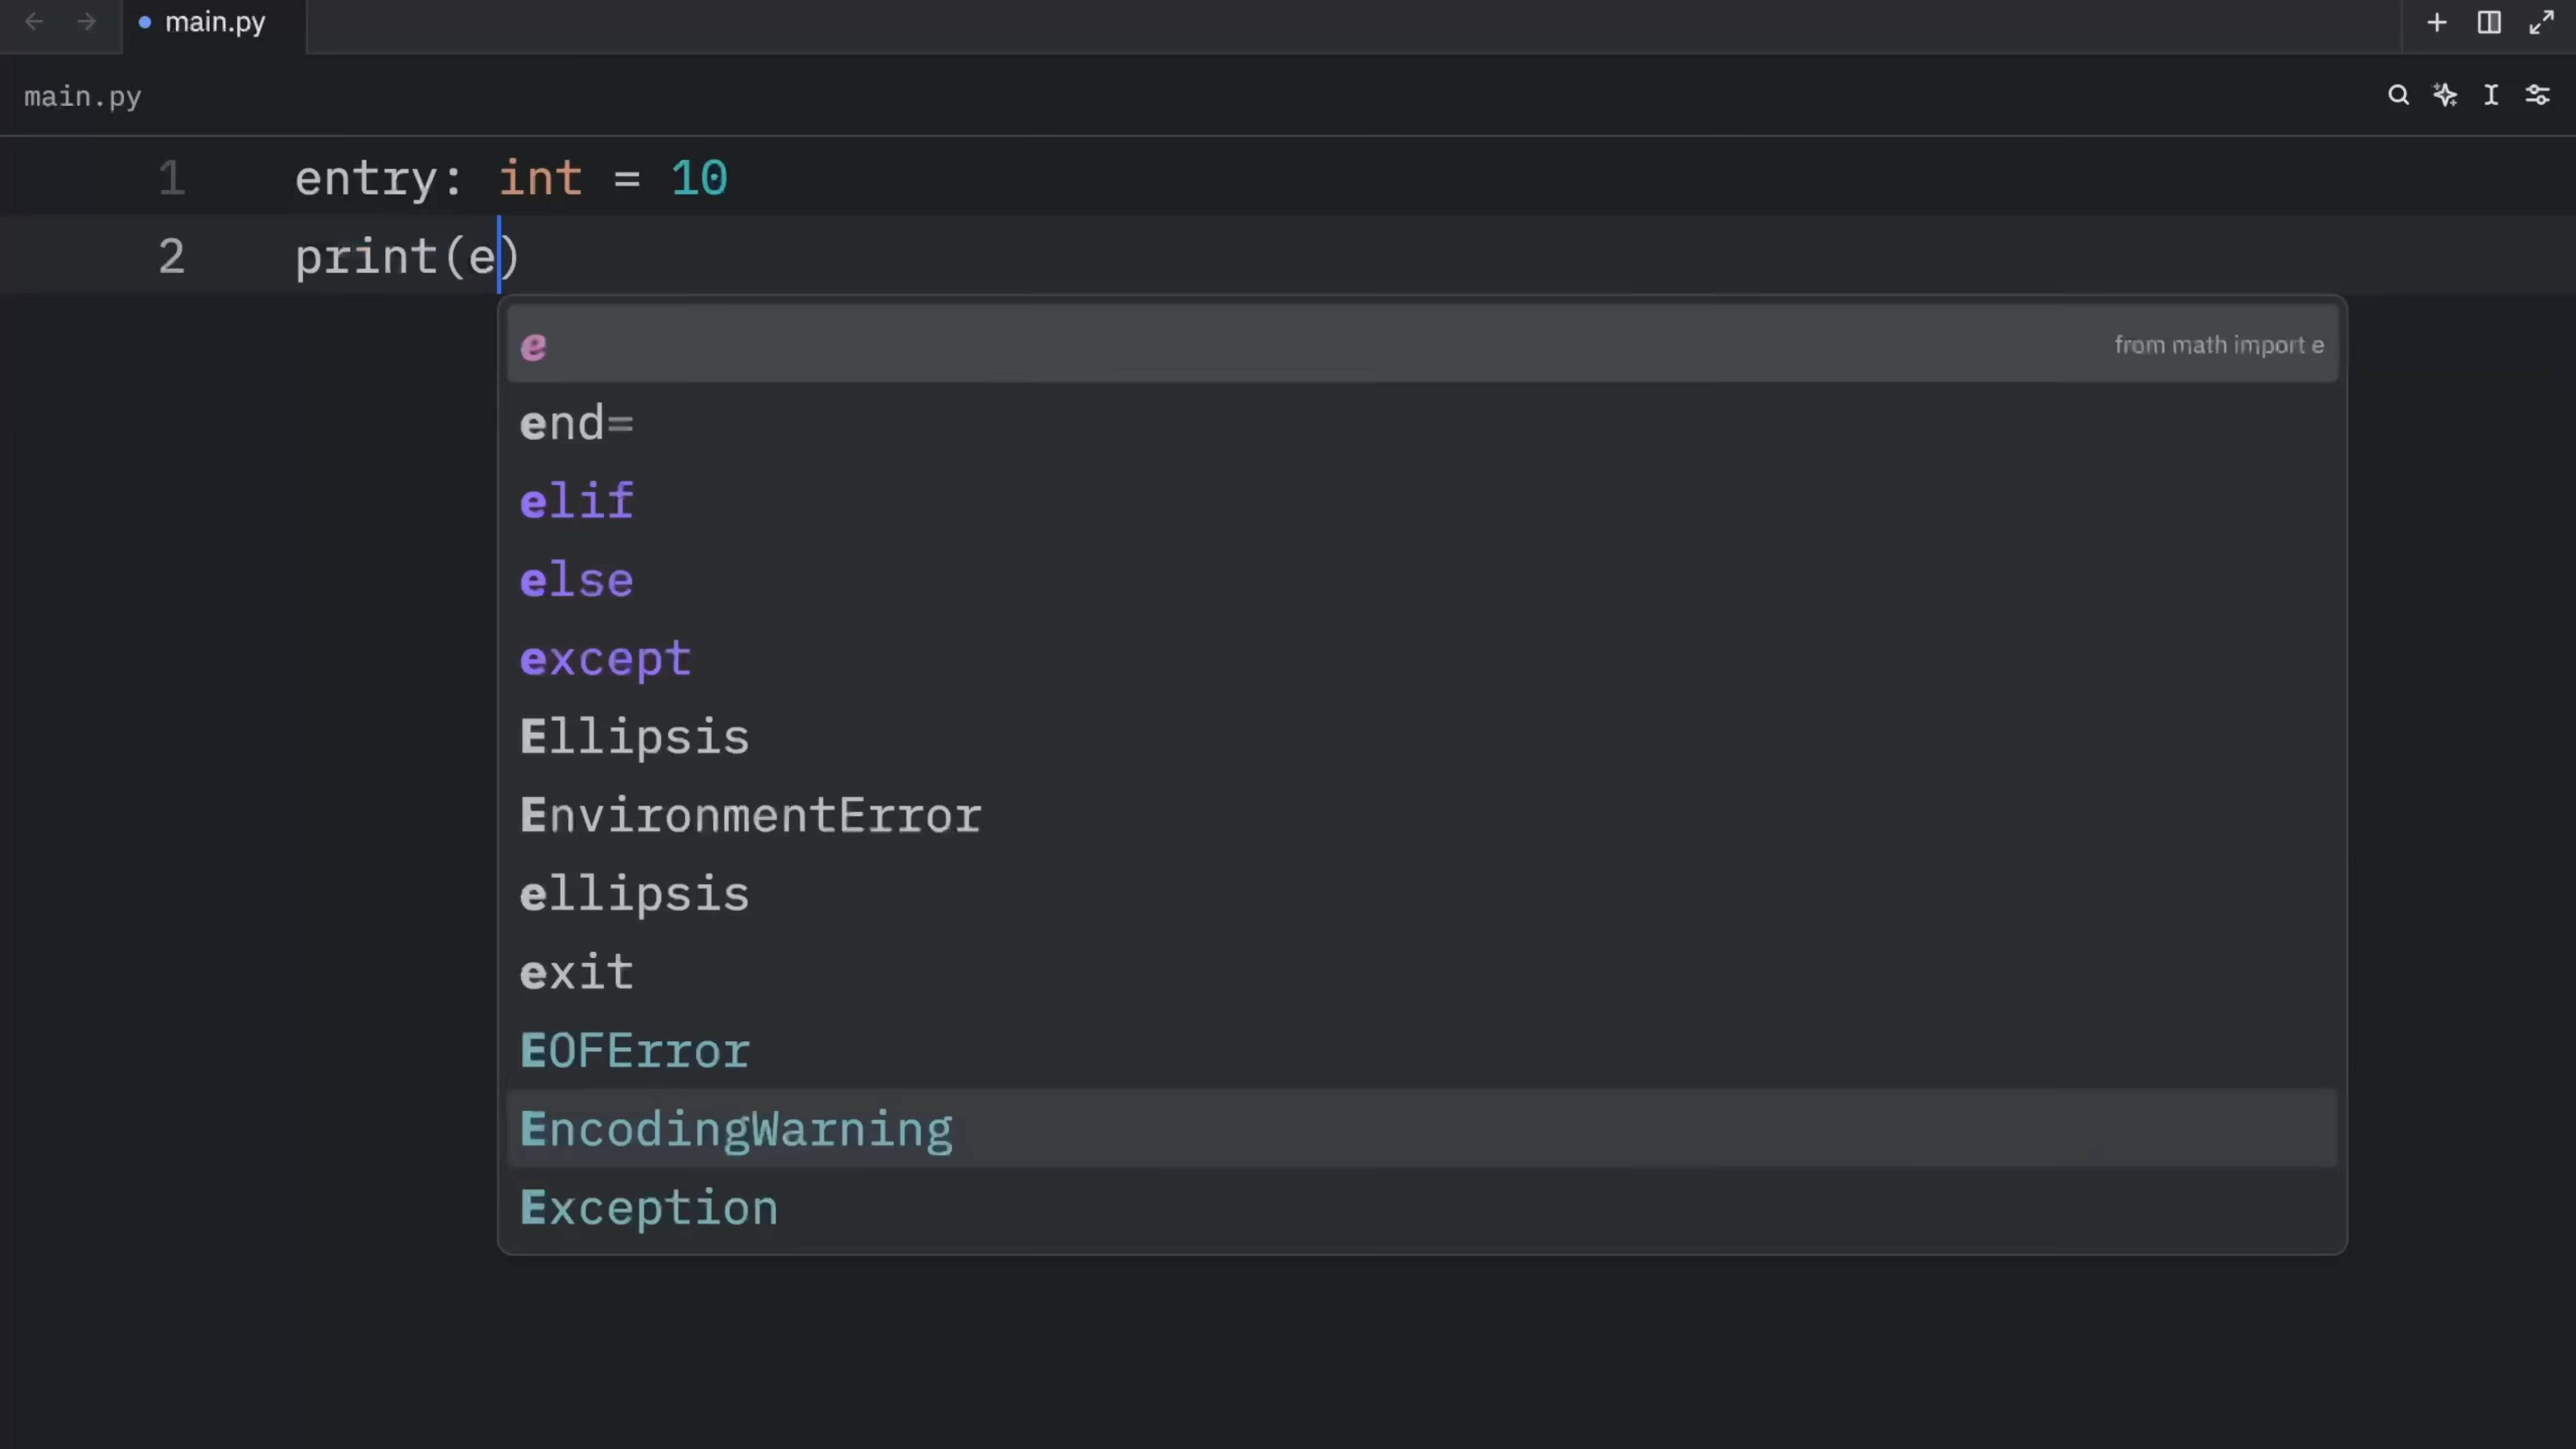 main.py
main.py
1 entry: int = 10
2 print(e)
e from math import e
end=
elif
else
except
Ellipsis
EnvironmentError
ellipsis
exit
EOFError
EncodingWarning
Exception